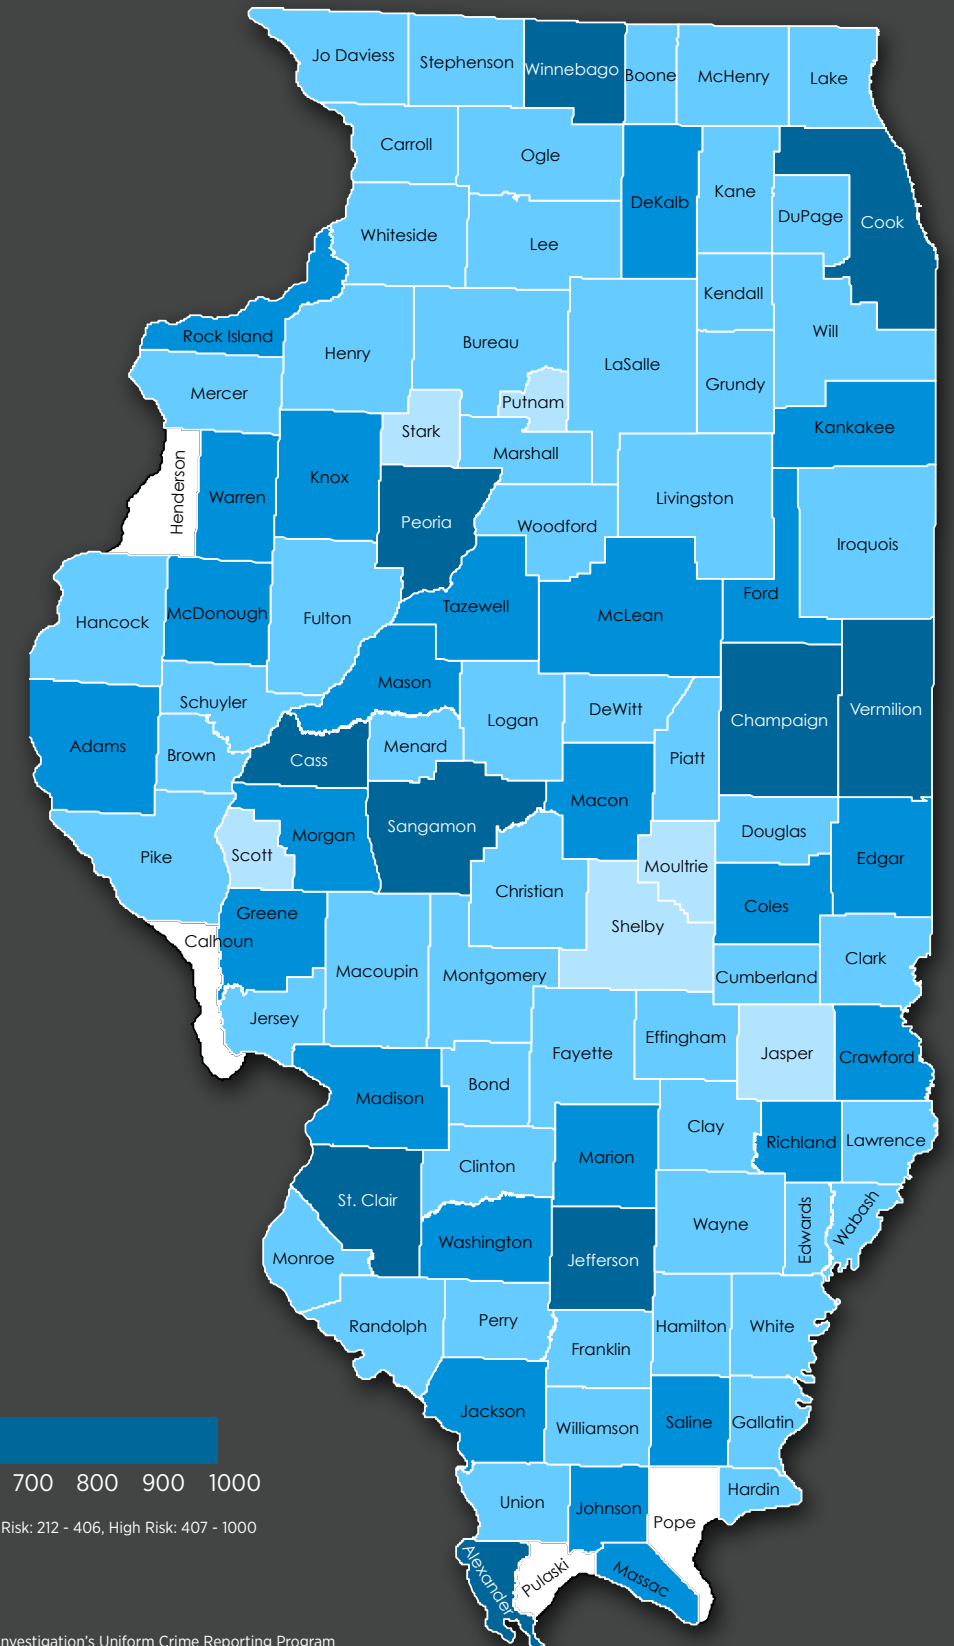 Jo Daviess
Stephenson
Winnebago
Boone
McHenry
Lake
Carroll
Ogle
DeKalb
Kane
DuPage
Cook
Whiteside
Lee
Kendall
Will
Rock Island
Henry
Bureau
LaSalle
Grundy
Mercer
Putnam
Stark
Kankakee
Marshall
Henderson
Warren
Knox
Peoria
Woodford
Livingston
Iroquois
Hancock
McDonough
Fulton
Tazewell
McLean
Ford
Schuyler
Mason
Logan
DeWitt
Champaign
Vermilion
Adams
Brown
Cass
Menard
Piatt
Macon
Sangamon
Morgan
Scott
Pike
Douglas
Edgar
Moultrie
Christian
Coles
Shelby
Greene
Calhoun
Macoupin
Montgomery
Cumberland
Clark
Jersey
Fayette
Effingham
Jasper
Crawford
Madison
Bond
Clay
Richland
Lawrence
Marion
Clinton
St. Clair
Wayne
Edwards
Wabash
Washington
Monroe
Jefferson
Randolph
Perry
Franklin
Hamilton
White
Jackson
Williamson
Saline
Gallatin
700 800 900 1000
Risk: 212 - 406, High Risk: 407 - 1000
Union
Johnson
Pope
Hardin
Alexander
Pulaski
Massac
nvestigation's Uniform Crime Reporting Program